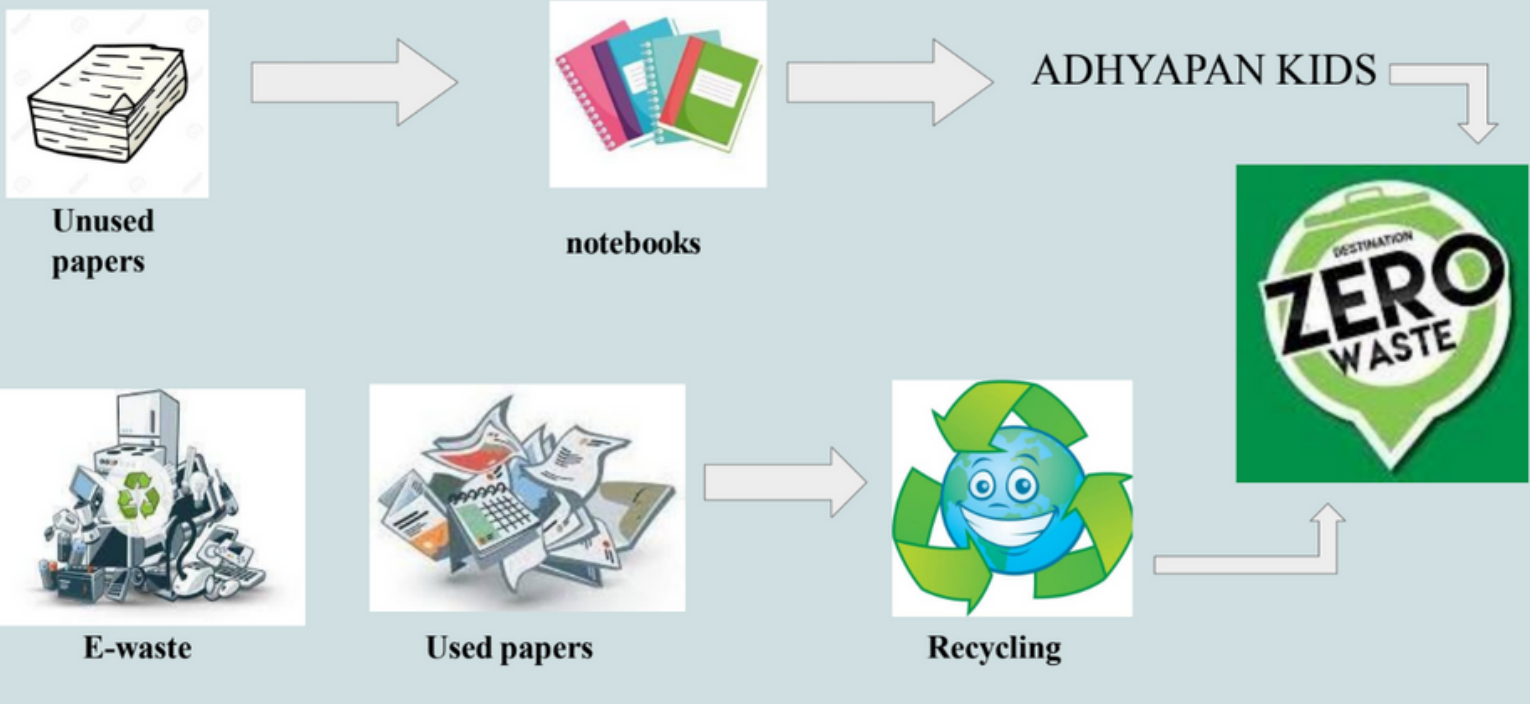 Unused
papers
notebooks
ADHYAPAN KIDS
DESTINATION
ZERO
WASTE
E-waste
Used papers
Recycling